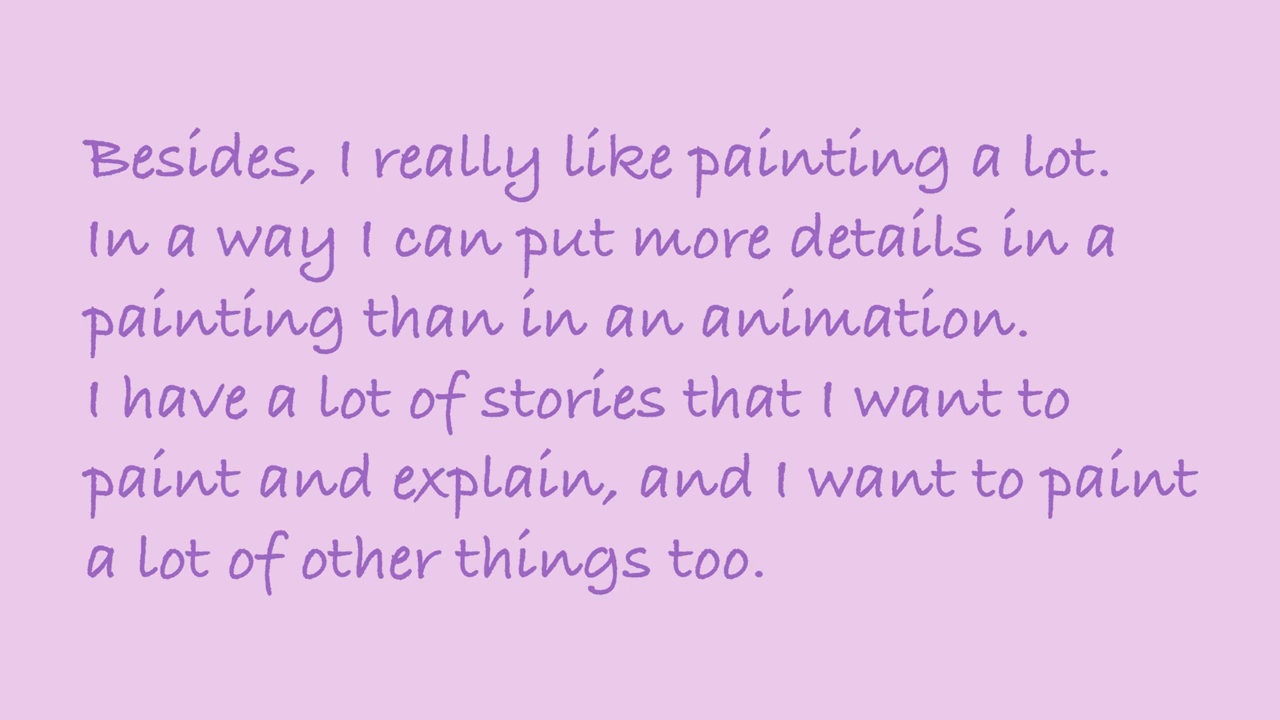 Besides, I really like painting a lot.
In a way I can put more details in a
painting than in an animation.
I have a lot of stories that I want to
paint and explain, and I want to paint
a lot of other things too.